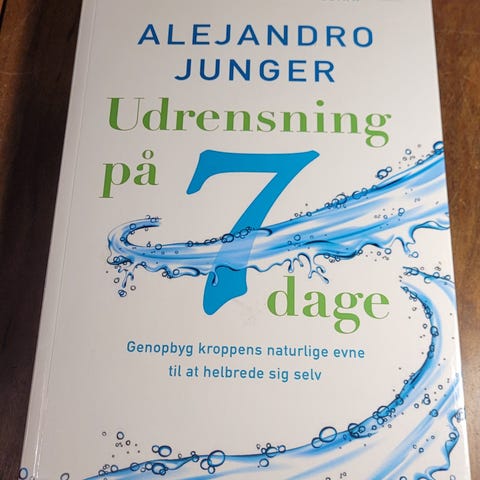 ALEJANDRO
JUNGER
Udrensning
på 7
dage
Genopbyg kroppens naturlige evne
til at helbrede sig selv